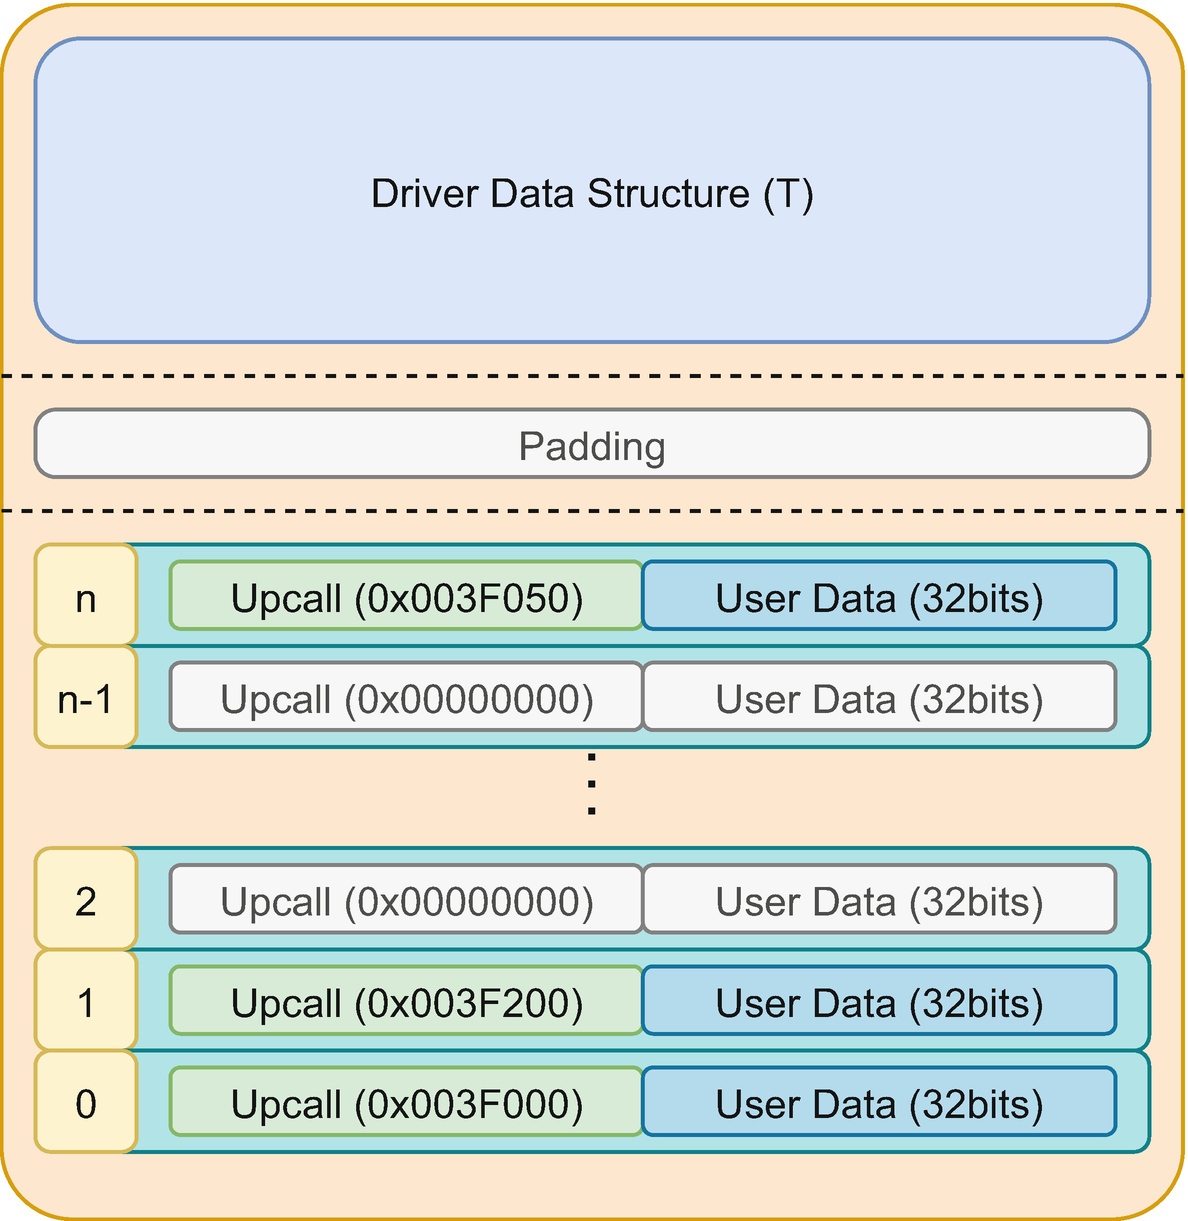 Driver Data Structure (T)
Padding
n Upcall (0x003F050) User Data (32bits)
n-1 Upcall (0x00000000) User Data (32bits)
2 Upcall (0x00000000) User Data (32bits)
1 Upcall (0x003F200) User Data (32bits)
0 Upcall (0x003F000) User Data (32bits)